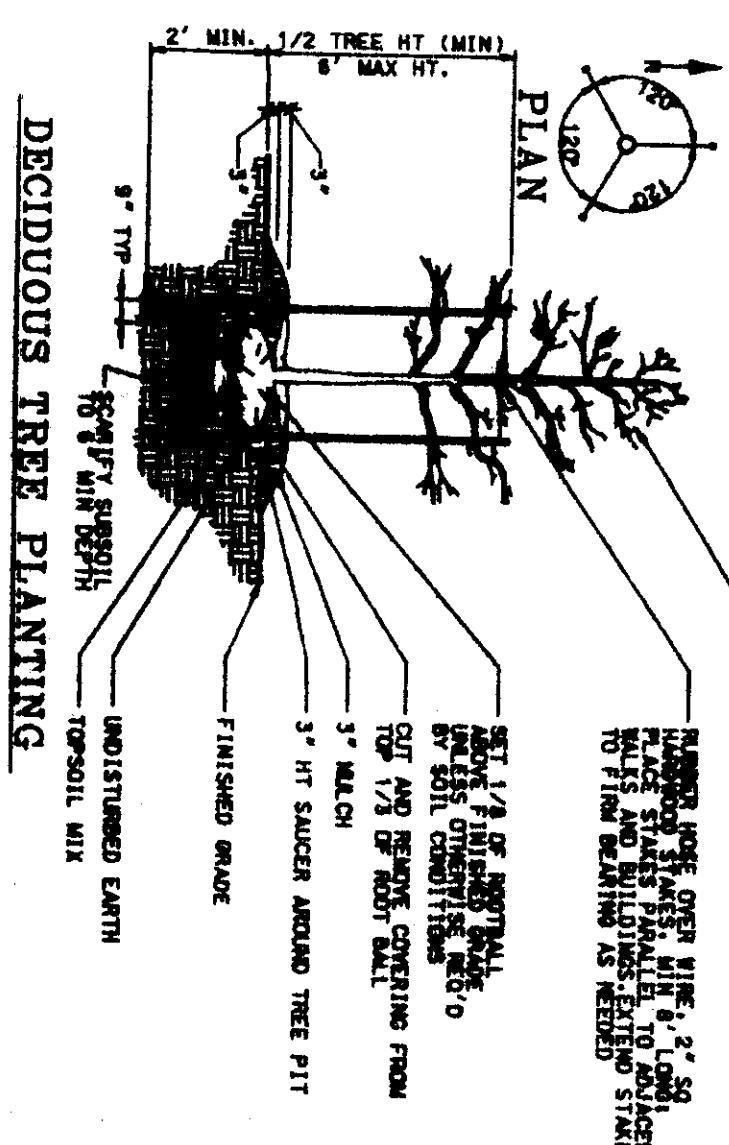 PLAN
N
120°
120°
120°
2' MIN.
1/2 TREE HT (MIN)
6' MAX HT.
3"
3"
9" TYP
RUBBER HOSE OVER WIRE, 2" SQ
HARDWOOD STAKES, MIN 8' LONG;
PLACE STAKES PARALLEL TO ADJACE
WALKS AND BUILDINGS. EXTEND STAK
TO FIRM BEARING AS NEEDED
SET 1/8 OF ROOTBALL
ABOVE FINISHED GRADE
UNLESS OTHERWISE REQ'D
BY SOIL CONDITIONS
CUT AND REMOVE COVERING FROM
TOP 1/3 OF ROOT BALL
3" MULCH
3" HT SAUCER AROUND TREE PIT
FINISHED GRADE
UNDISTURBED EARTH
TOPSOIL MIX
SCARIFY SUBSOIL
TO 6" MIN DEPTH
DECIDUOUS TREE PLANTING